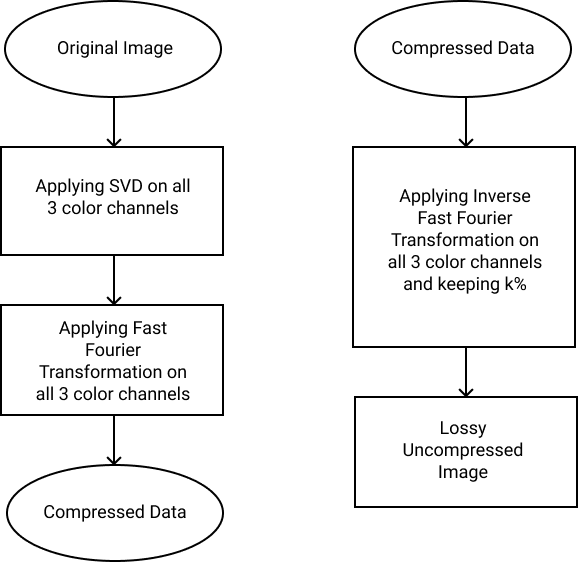 Original Image
Applying SVD on all
3 color channels
Applying Fast
Fourier
Transformation on
all 3 color channels
Compressed Data
Compressed Data
Applying Inverse
Fast Fourier
Transformation on
all 3 color channels
and keeping k%
Lossy
Uncompressed
Image